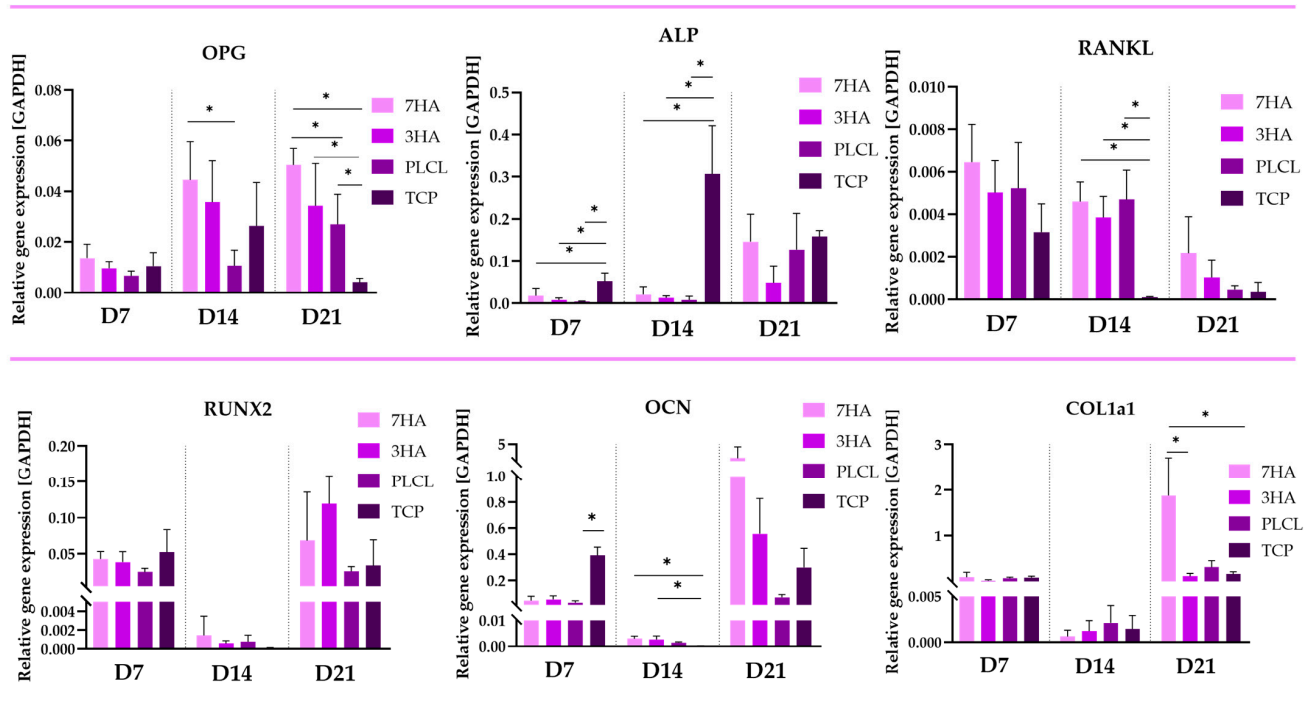 OPG
Relative gene expression [GAPDH]
0.08
0.06
0.04
0.02
0.00
* * * * *
D7 D14 D21
7HA
3HA
PLCL
TCP
ALP
Relative gene expression [GAPDH]
0.5
0.4
0.3
0.2
0.1
0.0
* * * * * *
D7 D14 D21
7HA
3HA
PLCL
TCP
RANKL
Relative gene expression [GAPDH]
0.010
0.008
0.006
0.004
0.002
0.000
* * *
D7 D14 D21
7HA
3HA
PLCL
TCP
RUNX2
Relative gene expression [GAPDH]
0.20
0.15
0.10
0.05
0.004
0.002
0.000
D7 D14 D21
7HA
3HA
PLCL
TCP
OCN
Relative gene expression [GAPDH]
5
1.0
0.8
0.6
0.4
0.2
0.01
0.00
* * *
D7 D14 D21
7HA
3HA
PLCL
TCP
COL1a1
Relative gene expression [GAPDH]
3
2
1
0.005
0.000
* *
D7 D14 D21
7HA
3HA
PLCL
TCP